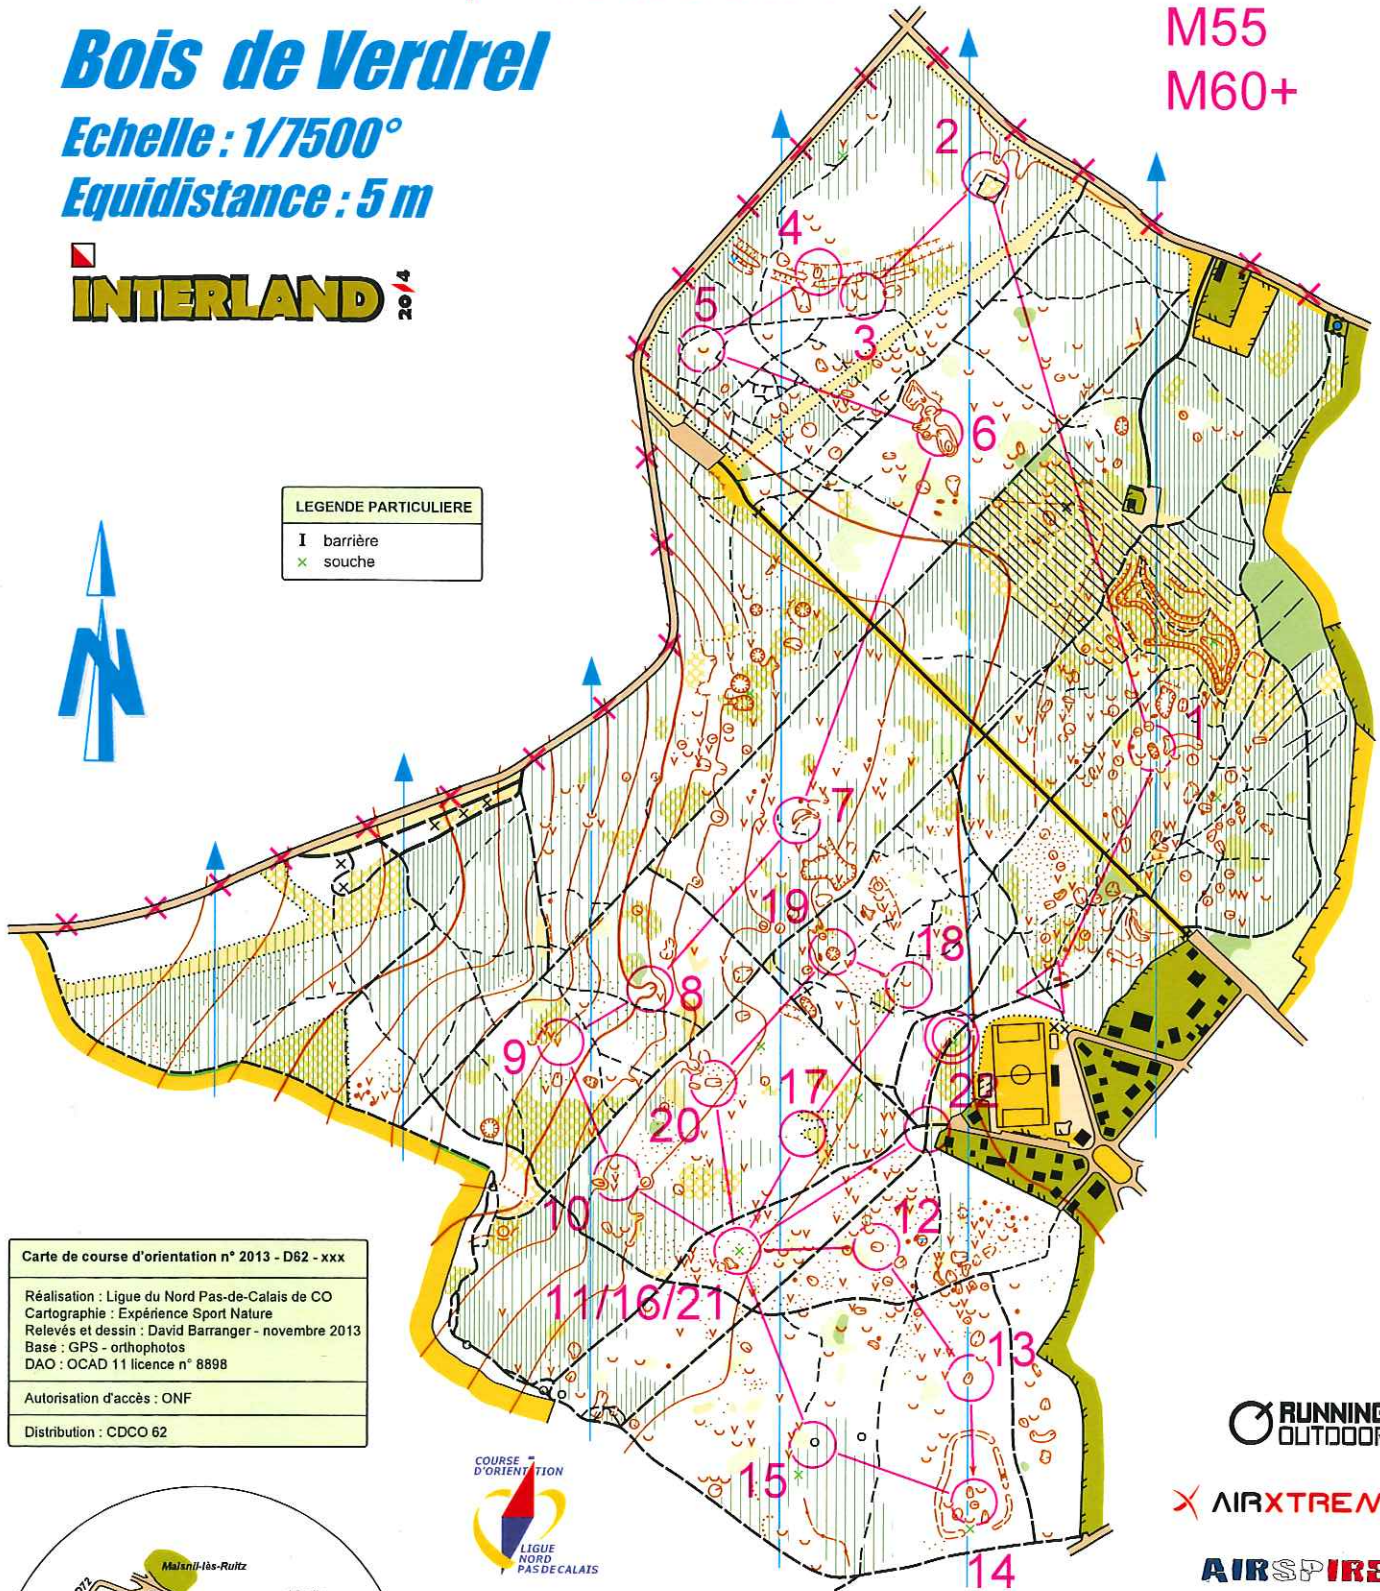 Bois de Verdrel
Echelle : 1/7500°
Equidistance : 5 m
INTERLAND 2014
M55
M60+
LEGENDE PARTICULIERE
I barrière
× souche
N
2
4
5
3
6
1
7
19
18
8
9
17
22
20
10
12
11/16/21
13
15
14
Carte de course d'orientation n° 2013 - D62 - xxx
Réalisation : Ligue du Nord Pas-de-Calais de CO
Cartographie : Expérience Sport Nature
Relevés et dessin : David Barranger - novembre 2013
Base : GPS - orthophotos
DAO : OCAD 11 licence n° 8898
Autorisation d'accès : ONF
Distribution : CDCO 62
COURSE
D'ORIENTATION
LIGUE
NORD
PAS DE CALAIS
RUNNING
OUTDOOR
AIRXTREM
AIRSPIRE
Maisnil-lès-Ruitz
D72